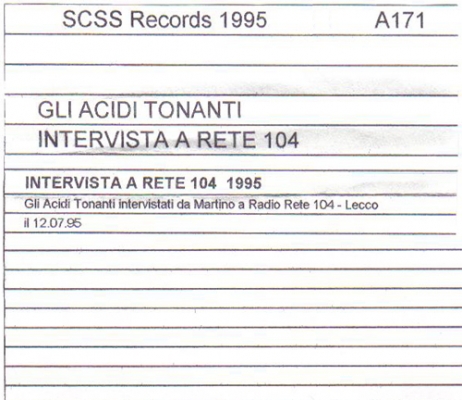 SCSS Records 1995 A171
GLI ACIDI TONANTI
INTERVISTA A RETE 104
INTERVISTA A RETE 104 1995
Gli Acidi Tonanti intervistati da Martino a Radio Rete 104 - Lecco
il 12.07.95